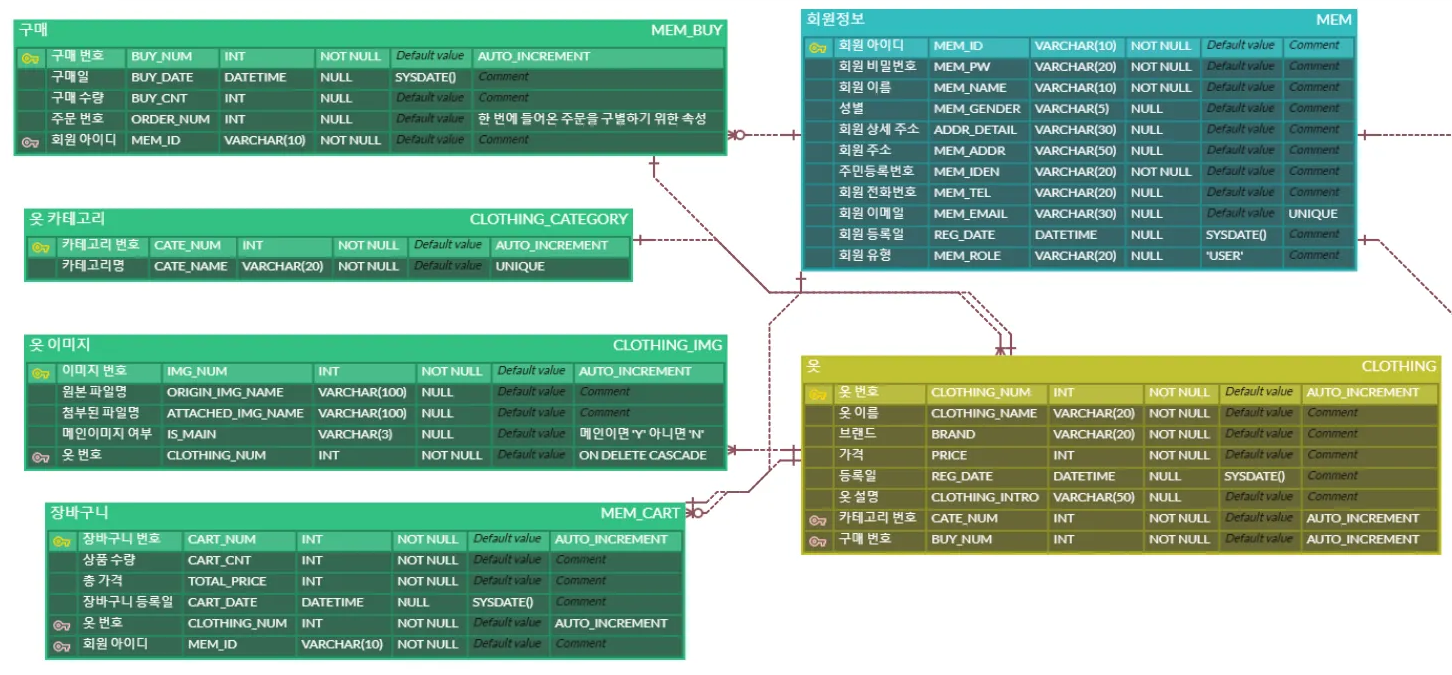 구매 MEM_BUY
구매 번호 BUY_NUM INT NOT NULL Default value AUTO_INCREMENT
구매일 BUY_DATE DATETIME NULL SYSDATE() Comment
구매 수량 BUY_CNT INT NULL Default value Comment
주문 번호 ORDER_NUM INT NULL Default value 한 번에 들어온 주문을 구별하기 위한 속성
회원 아이디 MEM_ID VARCHAR(10) NOT NULL Default value Comment
회원정보 MEM
회원 아이디 MEM_ID VARCHAR(10) NOT NULL Default value Comment
회원 비밀번호 MEM_PW VARCHAR(20) NOT NULL Default value Comment
회원 이름 MEM_NAME VARCHAR(10) NOT NULL Default value Comment
성별 MEM_GENDER VARCHAR(5) NULL Default value Comment
회원 상세 주소 ADDR_DETAIL VARCHAR(30) NULL Default value Comment
회원 주소 MEM_ADDR VARCHAR(50) NULL Default value Comment
주민등록번호 MEM_IDEN VARCHAR(20) NOT NULL Default value Comment
회원 전화번호 MEM_TEL VARCHAR(20) NULL Default value Comment
회원 이메일 MEM_EMAIL VARCHAR(30) NULL Default value UNIQUE
회원 등록일 REG_DATE DATETIME NULL SYSDATE() Comment
회원 유형 MEM_ROLE VARCHAR(20) NULL 'USER' Comment
옷 카테고리 CLOTHING_CATEGORY
카테고리 번호 CATE_NUM INT NOT NULL Default value AUTO_INCREMENT
카테고리명 CATE_NAME VARCHAR(20) NOT NULL Default value UNIQUE
옷 이미지 CLOTHING_IMG
이미지 번호 IMG_NUM INT NOT NULL Default value AUTO_INCREMENT
원본 파일명 ORIGIN_IMG_NAME VARCHAR(100) NULL Default value Comment
첨부된 파일명 ATTACHED_IMG_NAME VARCHAR(100) NULL Default value Comment
메인이미지 여부 IS_MAIN VARCHAR(3) NULL Default value 메인이면 'Y' 아니면 'N'
옷 번호 CLOTHING_NUM INT NOT NULL Default value ON DELETE CASCADE
옷 CLOTHING
옷 번호 CLOTHING_NUM INT NOT NULL Default value AUTO_INCREMENT
옷 이름 CLOTHING_NAME VARCHAR(20) NOT NULL Default value Comment
브랜드 BRAND VARCHAR(20) NOT NULL Default value Comment
가격 PRICE INT NOT NULL Default value Comment
등록일 REG_DATE DATETIME NULL SYSDATE() Comment
옷 설명 CLOTHING_INTRO VARCHAR(50) NULL Default value Comment
카테고리 번호 CATE_NUM INT NOT NULL Default value AUTO_INCREMENT
구매 번호 BUY_NUM INT NOT NULL Default value AUTO_INCREMENT
장바구니 MEM_CART
장바구니 번호 CART_NUM INT NOT NULL Default value AUTO_INCREMENT
상품 수량 CART_CNT INT NOT NULL Default value Comment
총 가격 TOTAL_PRICE INT NOT NULL Default value Comment
장바구니 등록일 CART_DATE DATETIME NULL SYSDATE() Comment
옷 번호 CLOTHING_NUM INT NOT NULL Default value AUTO_INCREMENT
회원 아이디 MEM_ID VARCHAR(10) NOT NULL Default value Comment